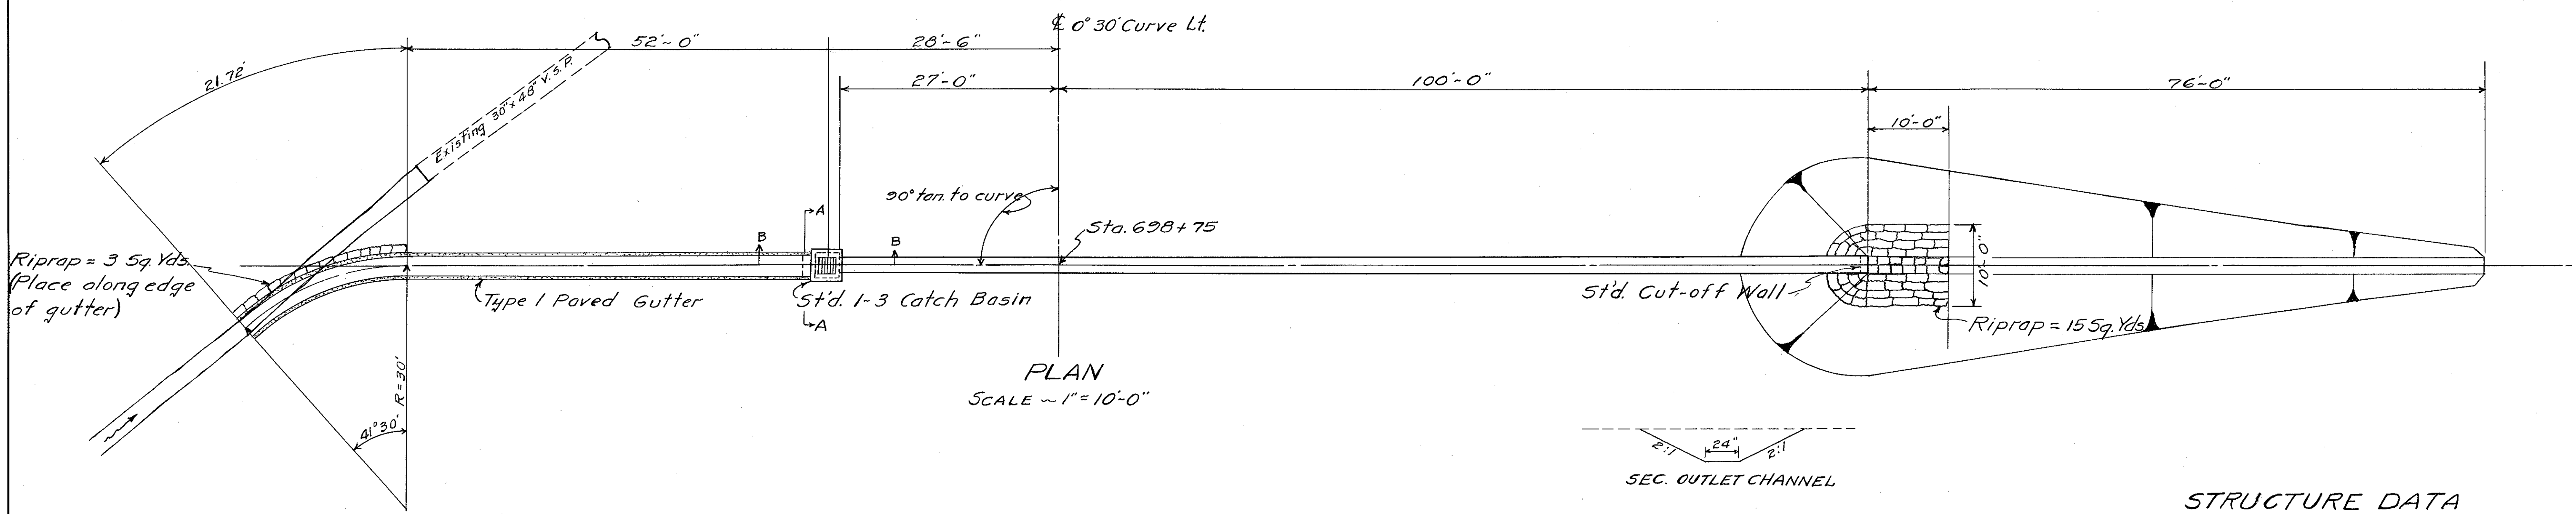 ℄ 0°30' Curve Lt.
52'-0"
28'-6"
21.72'
Existing 30"x48" V.S.P.
27'-0"
100'-0"
76'-0"
10'-0"
90° tan. to curve
A
B
B
Sta. 698+75
Riprap = 3 Sq. Yds.
(Place along edge
of gutter)
10'-0"
Type 1 Paved Gutter
St'd. 1-3 Catch Basin
St'd. Cut-off Wall
A
Riprap = 15 Sq. Yds.
R=30'
PLAN
SCALE ~ 1" = 10'-0"
41°30'
2:1
24"
2:1
SEC. OUTLET CHANNEL
STRUCTURE DATA